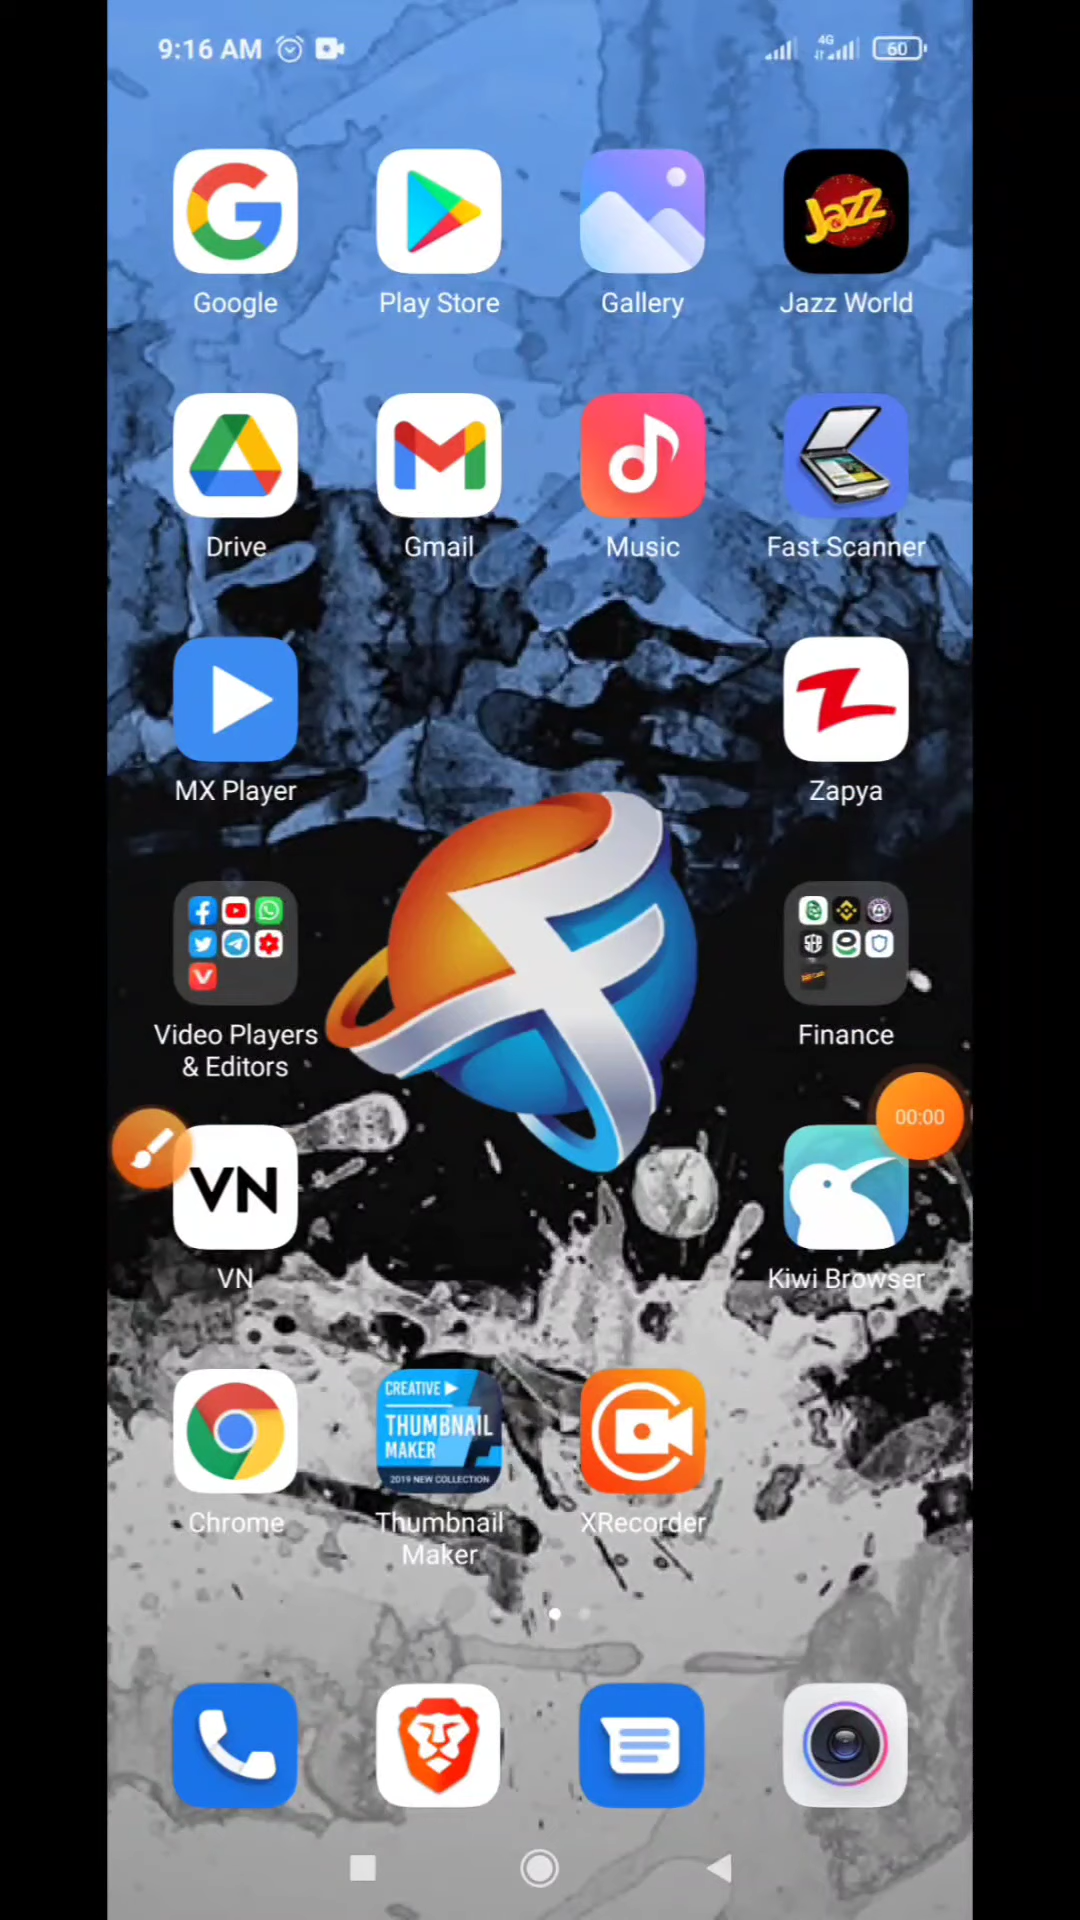 9:16 AM
4G
60
Jazz
Google
Play Store
Gallery
Jazz World
Drive
Gmail
Music
Fast Scanner
MX Player
Zapya
Video Players
& Editors
Finance
00:00
VN
VN
Kiwi Browser
CREATIVE
THUMBNAIL
MAKER
2019 NEW COLLECTION
Chrome
Thumbnail
Maker
XRecorder